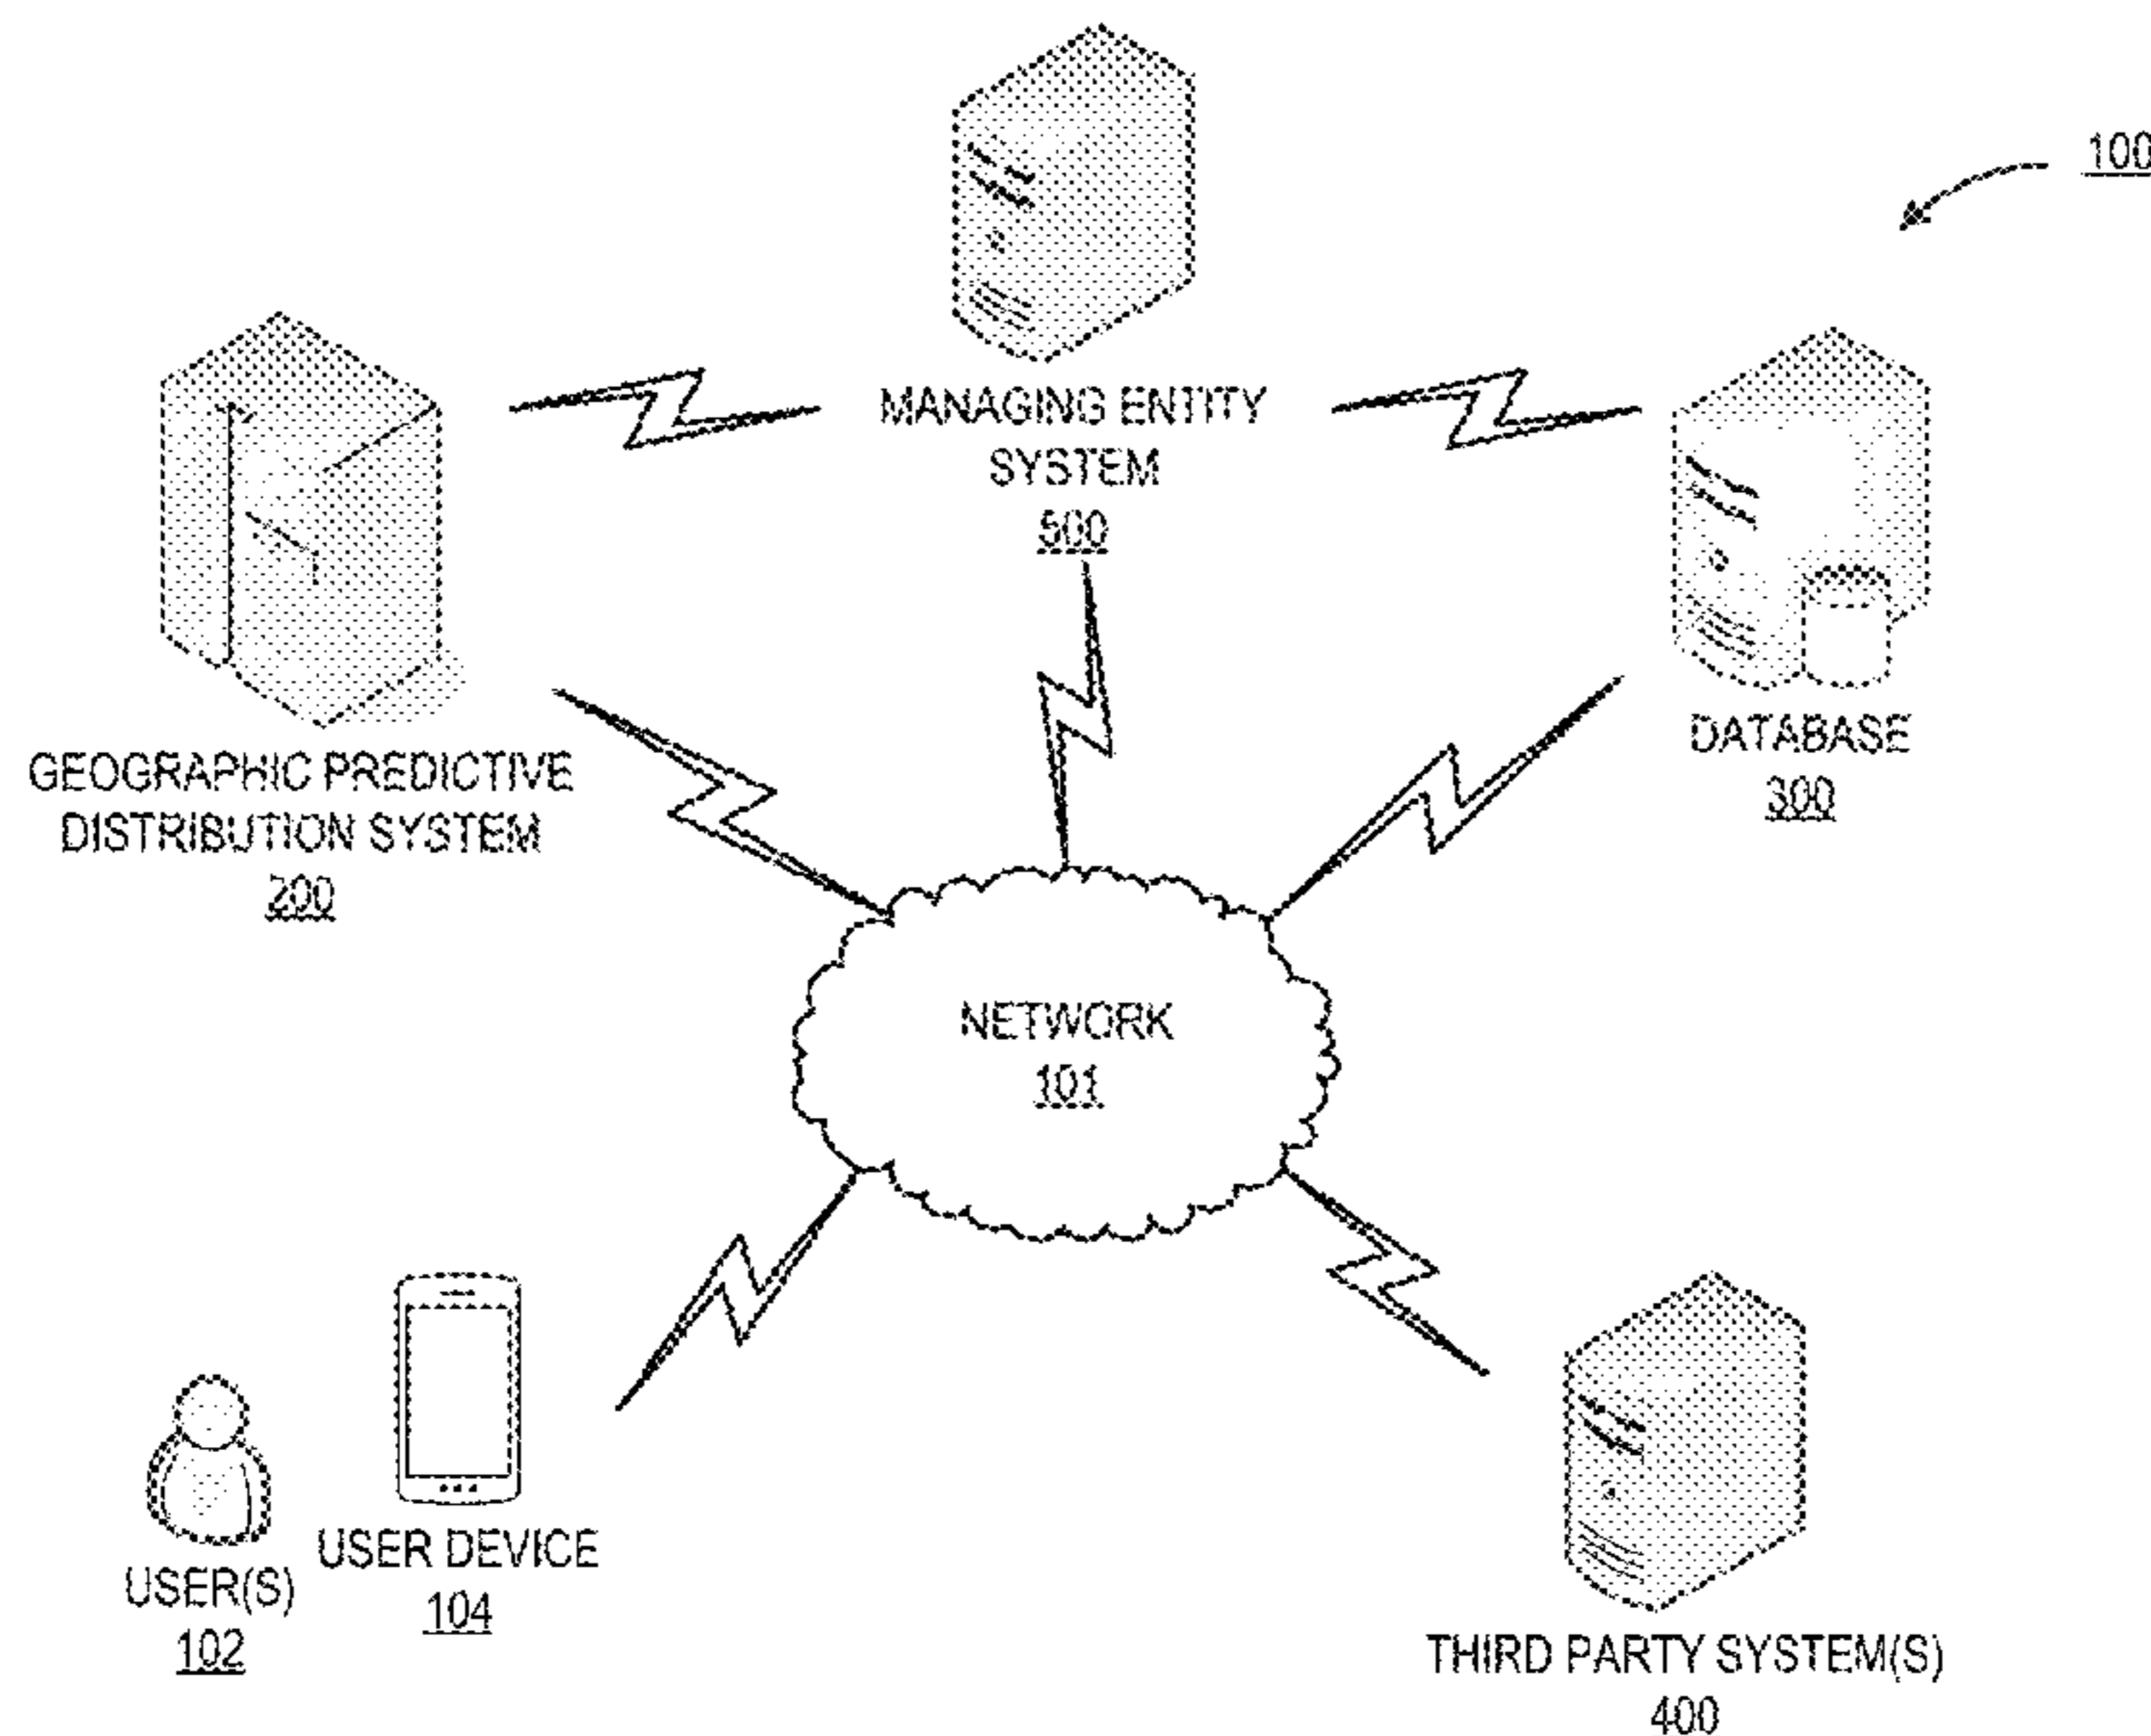 100
MANAGING ENTITY
SYSTEM
500
GEOGRAPHIC PREDICTIVE
DISTRIBUTION SYSTEM
200
DATABASE
300
NETWORK
101
USER(S)
102
USER DEVICE
104
THIRD PARTY SYSTEM(S)
400